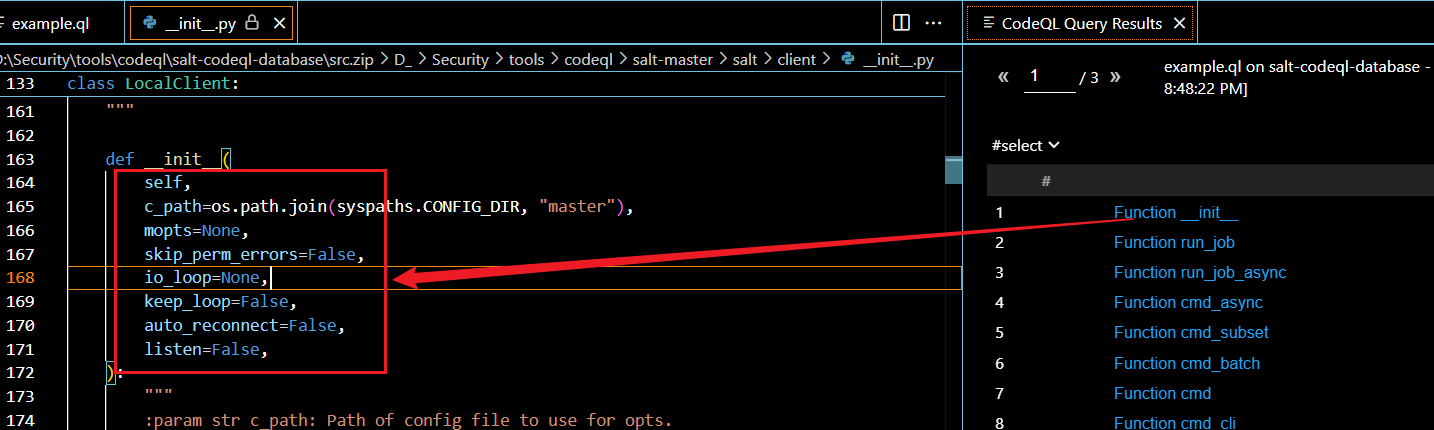 example.ql
__init__.py
D:\Security\tools\codeql\salt-codeql-database\src.zip > D_ > Security > tools > codeql > salt-master > salt > client > __init__.py
133 class LocalClient:
161 """
162
163 def __init__(
164 self,
165 c_path=os.path.join(syspaths.CONFIG_DIR, "master"),
166 mopts=None,
167 skip_perm_errors=False,
168 io_loop=None,
169 keep_loop=False,
170 auto_reconnect=False,
171 listen=False,
172 ):
173 """
174 :param str c_path: Path of config file to use for opts.
CodeQL Query Results
« 1 / 3 »
example.ql on salt-codeql-database -
8:48:22 PM]
#select
#
1 Function __init__
2 Function run_job
3 Function run_job_async
4 Function cmd_async
5 Function cmd_subset
6 Function cmd_batch
7 Function cmd
8 Function cmd_cli